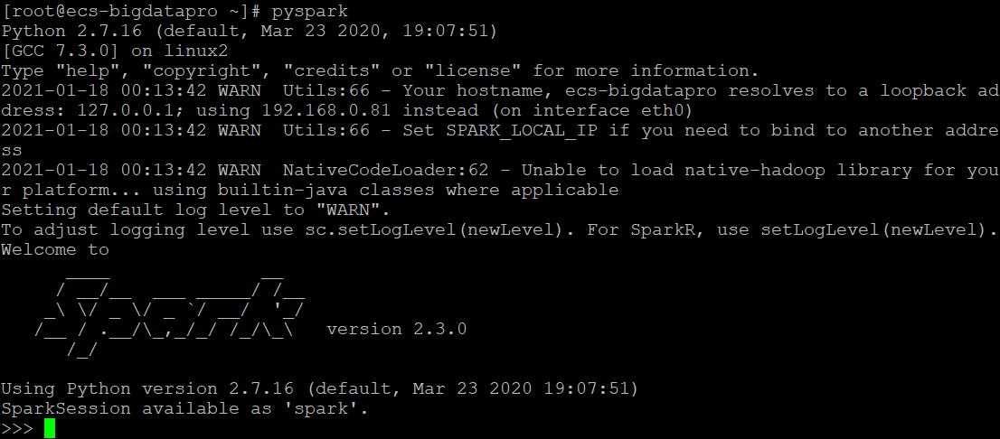 [root@ecs-bigdatapro ~]# pyspark
Python 2.7.16 (default, Mar 23 2020, 19:07:51)
[GCC 7.3.0] on linux2
Type "help", "copyright", "credits" or "license" for more information.
2021-01-18 00:13:42 WARN  Utils:66 - Your hostname, ecs-bigdatapro resolves to a loopback ad
dress: 127.0.0.1; using 192.168.0.81 instead (on interface eth0)
2021-01-18 00:13:42 WARN  Utils:66 - Set SPARK_LOCAL_IP if you need to bind to another addre
ss
2021-01-18 00:13:42 WARN  NativeCodeLoader:62 - Unable to load native-hadoop library for you
r platform... using builtin-java classes where applicable
Setting default log level to "WARN".
To adjust logging level use sc.setLogLevel(newLevel). For SparkR, use setLogLevel(newLevel).
Welcome to
      ____              __
     / __/__  ___ _____/ /__
    _\ \/ _ \/ _ `/ __/  '_/
   /__ / .__/\_,_/_/ /_/\_\   version 2.3.0
      /_/
Using Python version 2.7.16 (default, Mar 23 2020 19:07:51)
SparkSession available as 'spark'.
>>>